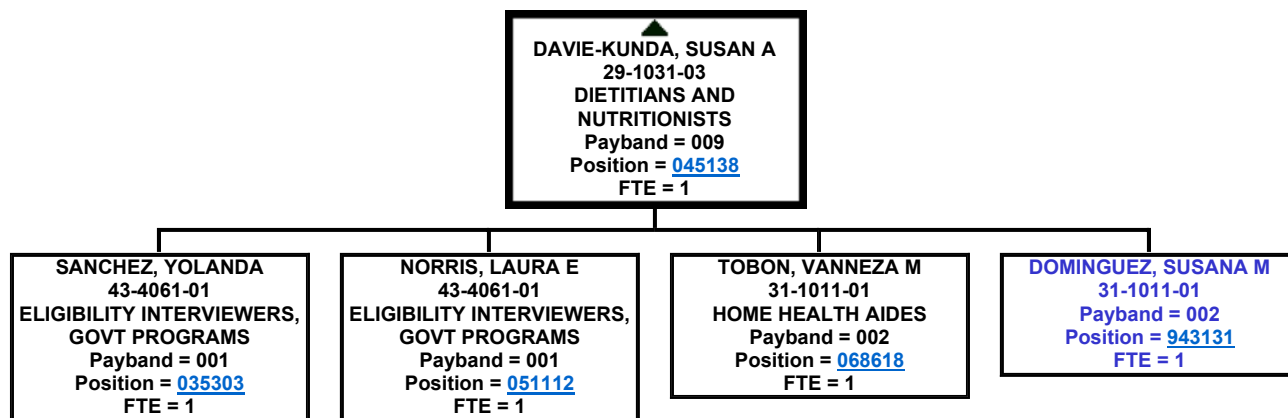 DAVIE-KUNDA, SUSAN A
29-1031-03
DIETITIANS AND
NUTRITIONISTS
Payband = 009
Position = 045138
FTE = 1
SANCHEZ, YOLANDA
43-4061-01
ELIGIBILITY INTERVIEWERS,
GOVT PROGRAMS
Payband = 001
Position = 035303
FTE = 1
NORRIS, LAURA E
43-4061-01
ELIGIBILITY INTERVIEWERS,
GOVT PROGRAMS
Payband = 001
Position = 051112
FTE = 1
TOBON, VANNEZA M
31-1011-01
HOME HEALTH AIDES
Payband = 002
Position = 068618
FTE = 1
DOMINGUEZ, SUSANA M
31-1011-01
Payband = 002
Position = 943131
FTE = 1